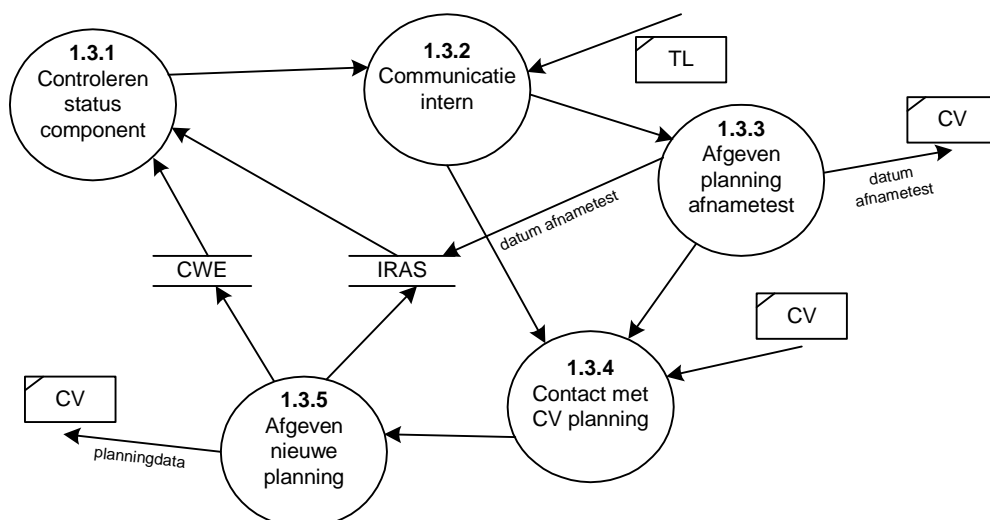 1.3.1
Controleren
status
component
1.3.2
Communicatie
intern
TL
1.3.3
Afgeven
planning
afnametest
CV
datum
afnametest
datum afnametest
CWE
IRAS
CV
1.3.4
Contact met
CV planning
CV
planningdata
1.3.5
Afgeven
nieuwe
planning